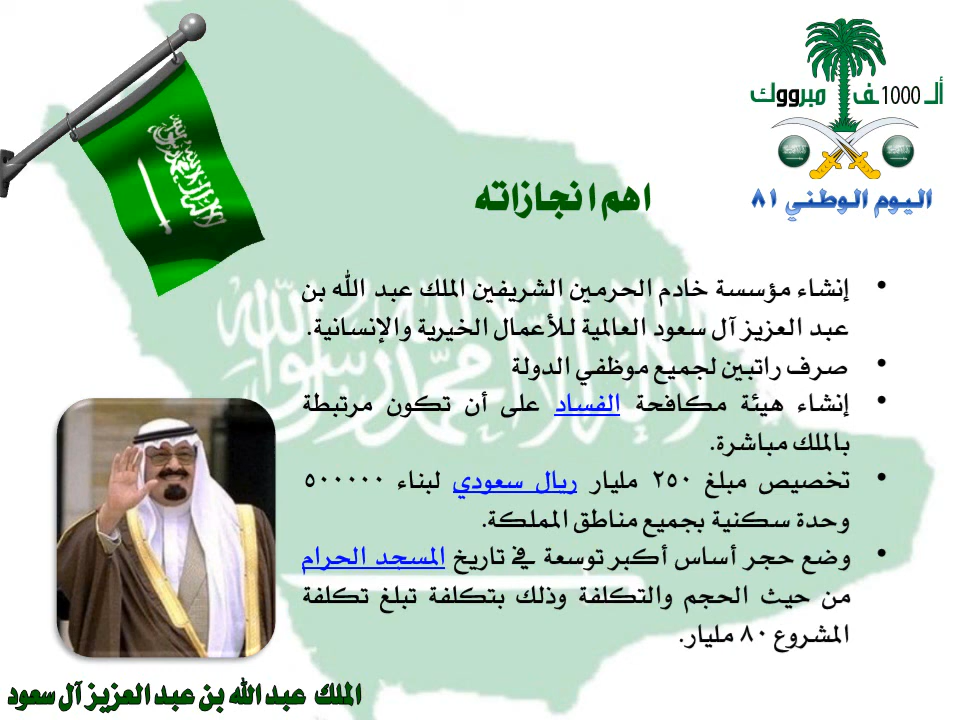 ألـ 1000 ـف مبرووك
اليوم الوطني ٨١
اهم انجازاته
• إنشاء مؤسسة خادم الحرمين الشريفين الملك عبد الله بن
عبد العزيز آل سعود العالمية للأعمال الخيرية والإنسانية.
• صرف راتبين لجميع موظفي الدولة
• إنشاء هيئة مكافحة الفساد على أن تكون مرتبطة
بالملك مباشرة.
• تخصيص مبلغ ٢٥٠ مليار ريال سعودي لبناء ٥٠٠٠٠٠
وحدة سكنية بجميع مناطق المملكة.
• وضع حجر أساس أكبر توسعة في تاريخ المسجد الحرام
من حيث الحجم والتكلفة وذلك بتكلفة تبلغ تكلفة
المشروع ٨٠ مليار.
الملك عبد الله بن عبد العزيز آل سعود